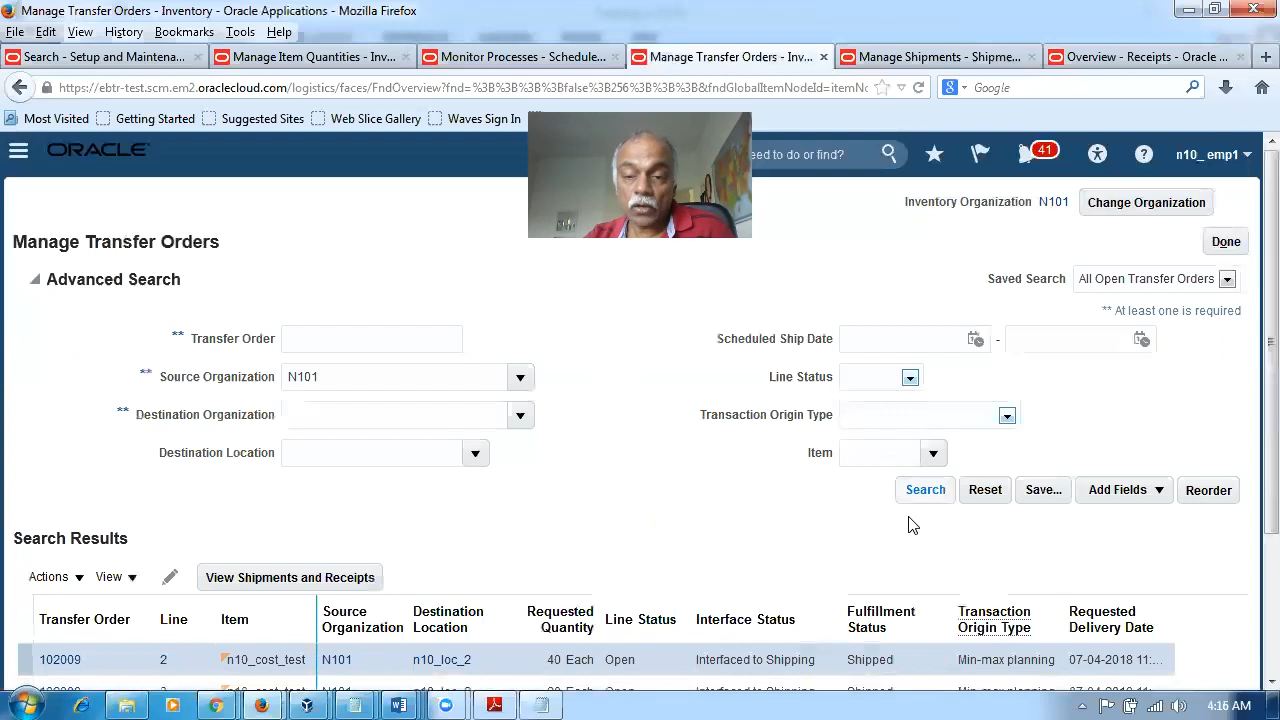 Manage Transfer Orders - Inventory - Oracle Applications - Mozilla Firefox
File Edit View History Bookmarks Tools Help
Search - Setup and Maintena... Manage Item Quantities - Inv... Monitor Processes - Schedule... Manage Transfer Orders - Inv... Manage Shipments - Shipme... Overview - Receipts - Oracle ...
https://ebtr-test.scm.em2.oraclecloud.com/logistics/faces/FndOverview?fnd=%3B%3B%3B%3Bfalse%3B256%3B%3B%3B&fndGlobalItemNodeId=itemNo Google
Most Visited Getting Started Suggested Sites Web Slice Gallery Waves Sign In
ORACLE eed to do or find? 41 n10_emp1
Inventory Organization N101 Change Organization
Manage Transfer Orders Done
Advanced Search Saved Search All Open Transfer Orders
** At least one is required
** Transfer Order Scheduled Ship Date -
** Source Organization N101 Line Status
** Destination Organization Transaction Origin Type
Destination Location Item
Search Reset Save... Add Fields Reorder
Search Results
Actions View View Shipments and Receipts
Transfer Order Line Item Source Organization Destination Location Requested Quantity Line Status Interface Status Fulfillment Status Transaction Origin Type Requested Delivery Date
102009 2 n10_cost_test N101 n10_loc_2 40 Each Open Interfaced to Shipping Shipped Min-max planning 07-04-2018 11:...
4:16 AM